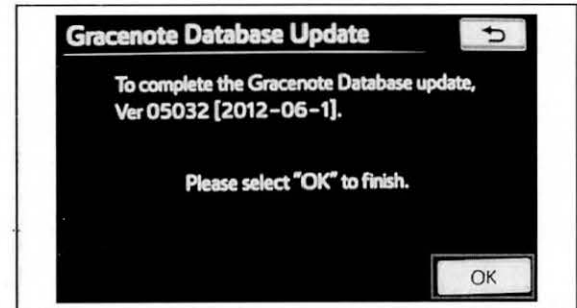 Gracenote Database Update
To complete the Gracenote Database update,
Ver 05032 [2012-06-1].
Please select "OK" to finish.
OK